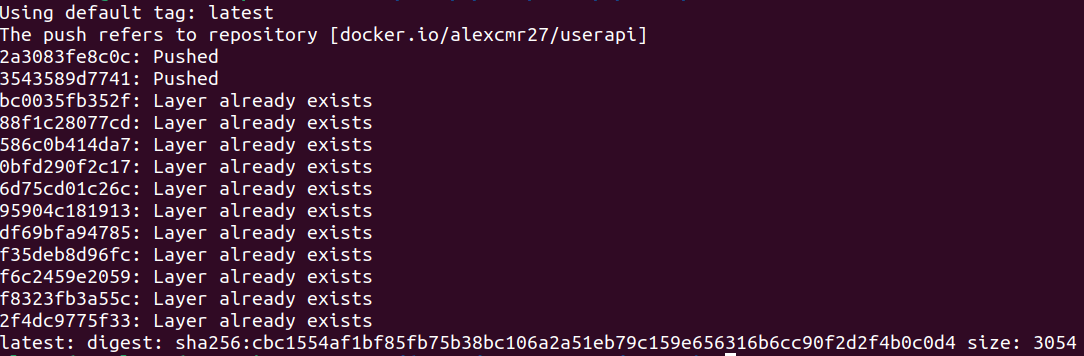 Using default tag: latest
The push refers to repository [docker.io/alexcmr27/userapi]
2a3083fe8c0c: Pushed
3543589d7741: Pushed
bc0035fb352f: Layer already exists
88f1c28077cd: Layer already exists
586c0b414da7: Layer already exists
0bfd290f2c17: Layer already exists
6d75cd01c26c: Layer already exists
95904c181913: Layer already exists
df69bfa94785: Layer already exists
f35deb8d96fc: Layer already exists
f6c2459e2059: Layer already exists
f8323fb3a55c: Layer already exists
2f4dc9775f33: Layer already exists
latest: digest: sha256:cbc1554af1bf85fb75b38bc106a2a51eb79c159e656316b6cc90f2d2f4b0c0d4 size: 3054